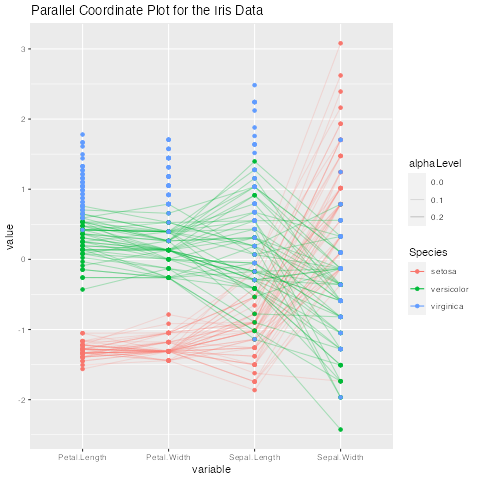 Parallel Coordinate Plot for the Iris Data
3
2
1
0
-1
-2
value
Petal.Length Petal.Width Sepal.Length Sepal.Width
variable
alphaLevel
0.0
0.1
0.2
Species
setosa
versicolor
virginica